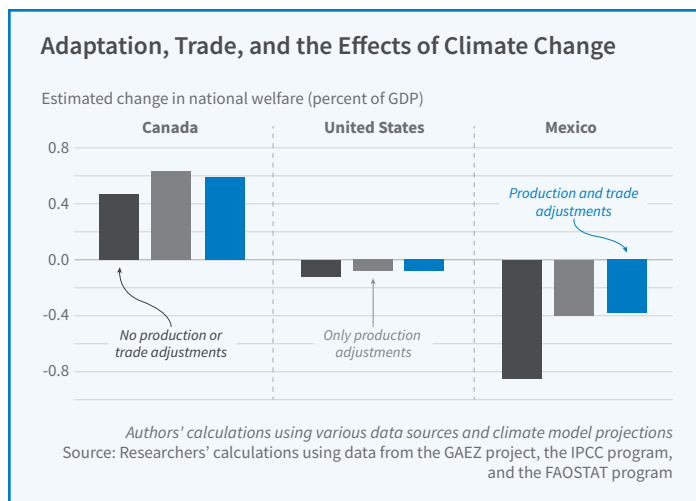 Adaptation, Trade, and the Effects of Climate Change
Estimated change in national welfare (percent of GDP)
Canada
United States
Mexico
0.8
0.4
0.0
-0.4
-0.8
Production and trade
adjustments
No production or
trade adjustments
Only production
adjustments
Authors' calculations using various data sources and climate model projections
Source: Researchers’ calculations using data from the GAEZ project, the IPCC program,
and the FAOSTAT program